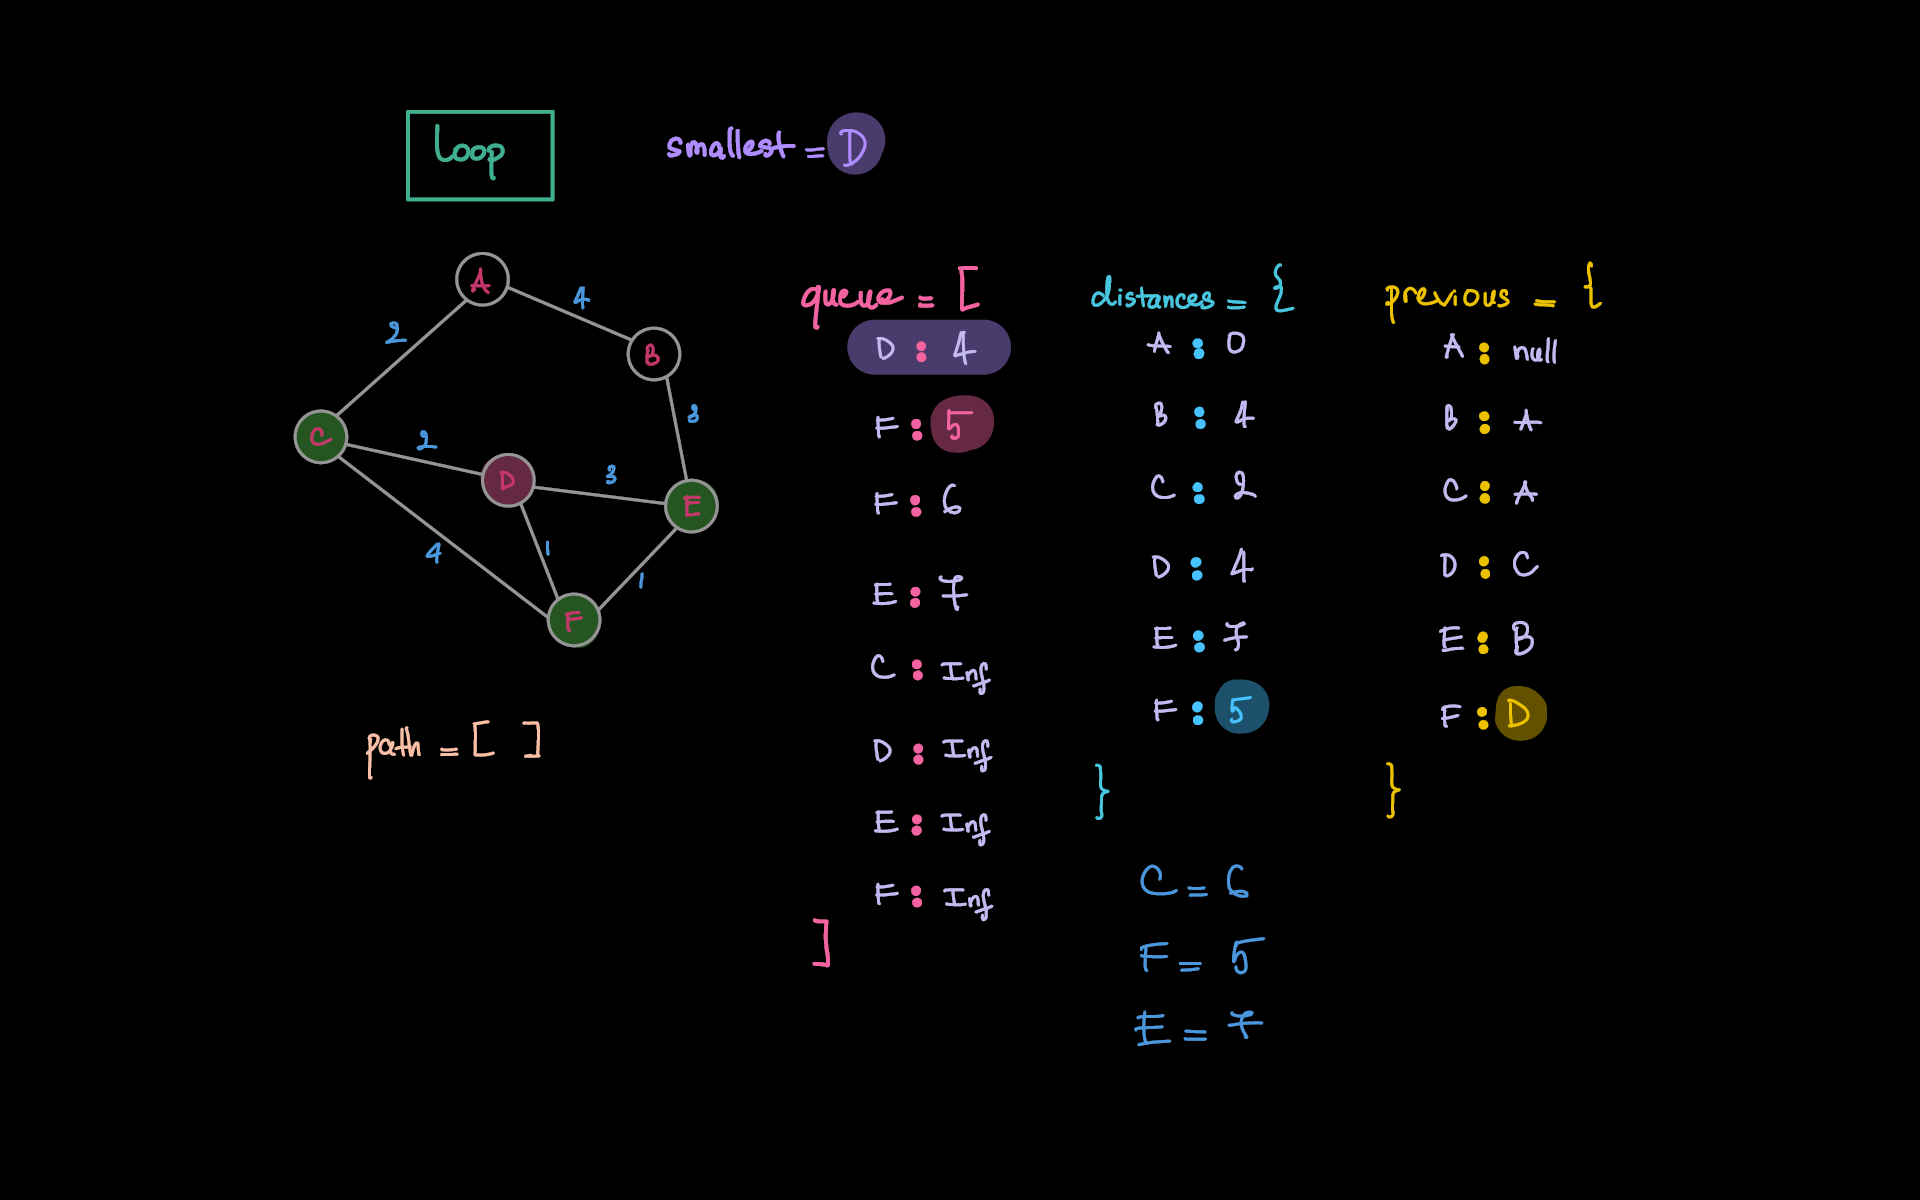 Loop
smallest = D
A
4
2
B
3
C
2
D
3
E
4
1
1
F
path = [ ]
queue = [
D : 4
F : 5
F : 6
E : 7
C : Inf
D : Inf
E : Inf
F : Inf
]
distances = {
A : 0
B : 4
C : 2
D : 4
E : 7
F : 5
}
C = 6
F = 5
E = 7
previous = {
A : null
B : A
C : A
D : C
E : B
F : D
}